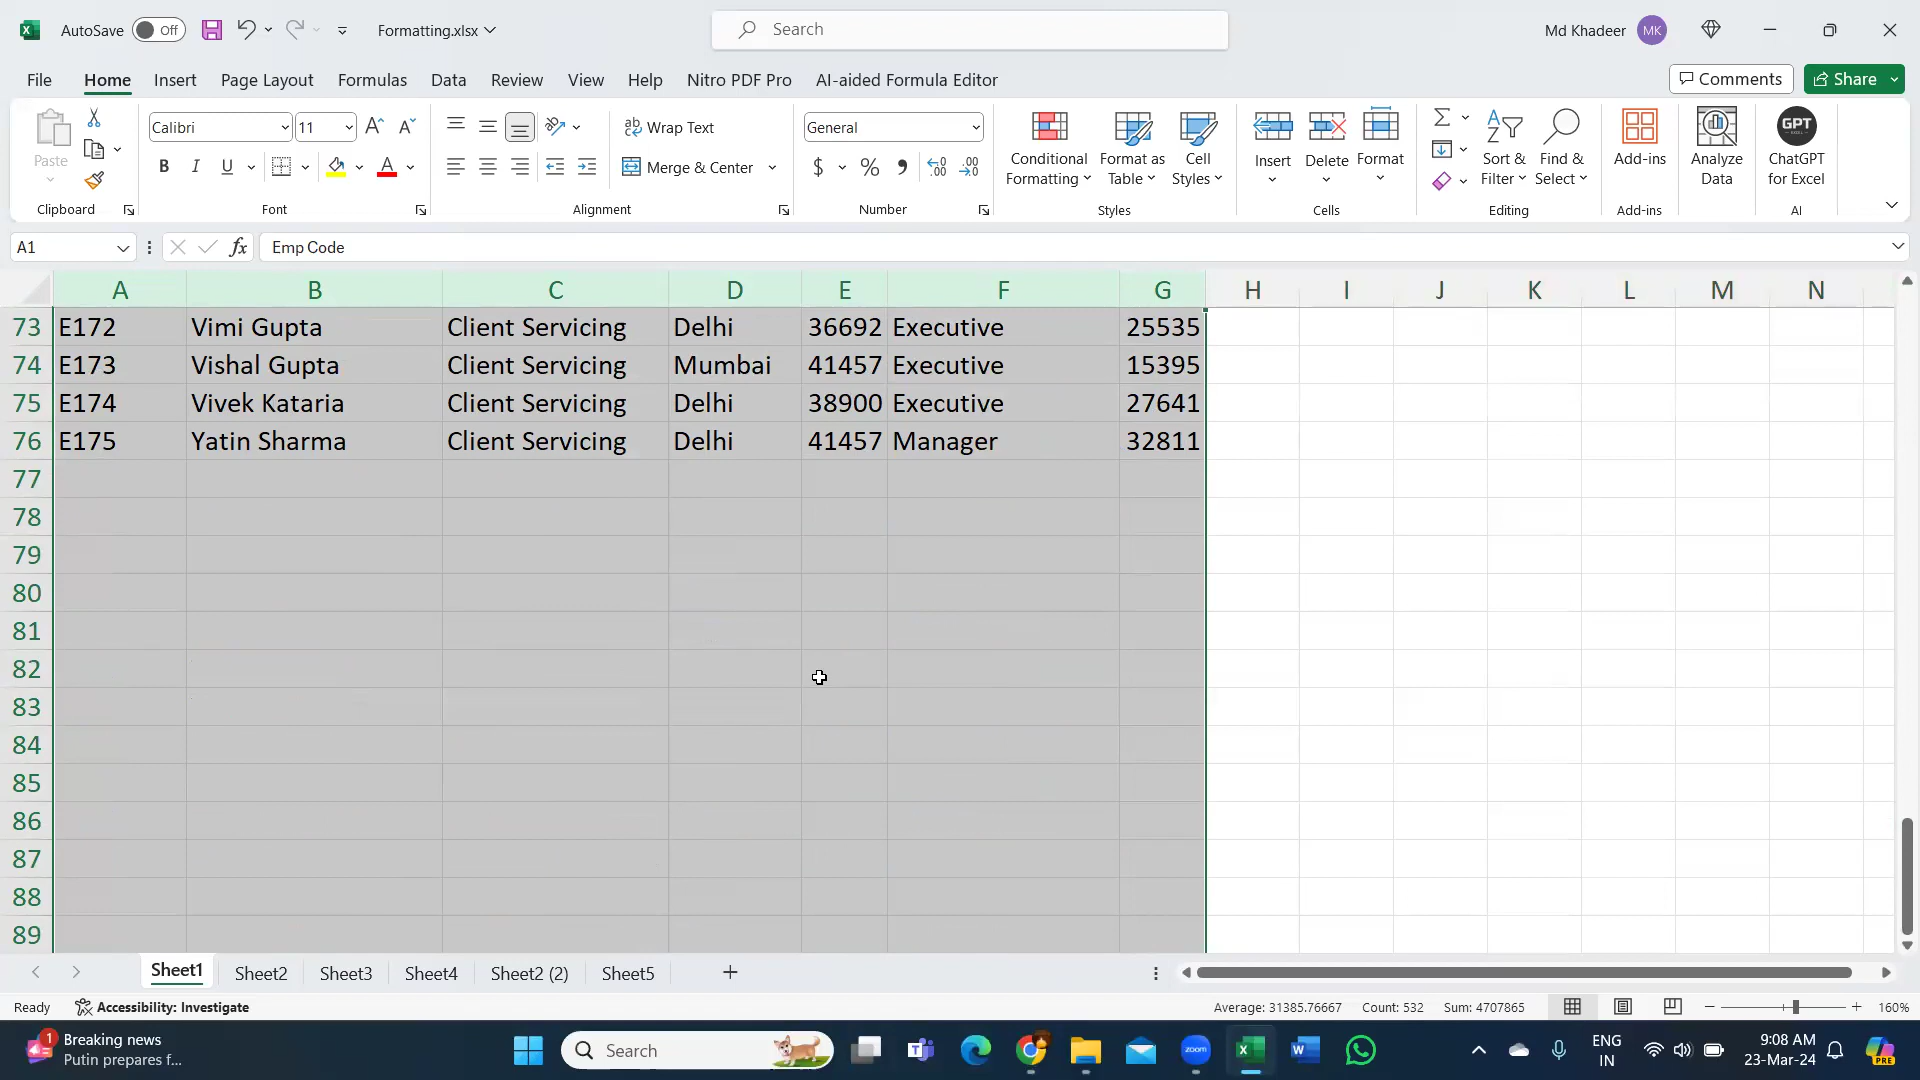 AutoSave Off Formatting.xlsx Search Md Khadeer MK
File Home Insert Page Layout Formulas Data Review View Help Nitro PDF Pro AI-aided Formula Editor Comments Share
Paste Calibri 11 Wrap Text General Conditional Formatting Format as Table Cell Styles Insert Delete Format Sort & Filter Find & Select Add-ins Analyze Data GPT ChatGPT for Excel
B I U Merge & Center $ %
Clipboard Font Alignment Number Styles Cells Editing Add-ins AI
A1 fx Emp Code
A B C D E F G H I J K L M N
73 E172 Vimi Gupta Client Servicing Delhi 36692 Executive 25535
74 E173 Vishal Gupta Client Servicing Mumbai 41457 Executive 15395
75 E174 Vivek Kataria Client Servicing Delhi 38900 Executive 27641
76 E175 Yatin Sharma Client Servicing Delhi 41457 Manager 32811
77
78
79
80
81
82
83
84
85
86
87
88
89
Sheet1 Sheet2 Sheet3 Sheet4 Sheet2 (2) Sheet5
Ready Accessibility: Investigate Average: 31385.76667 Count: 532 Sum: 4707865 160%
1 Breaking news Search zoom ENG 9:08 AM
Putin prepares f... IN 23-Mar-24 PRE